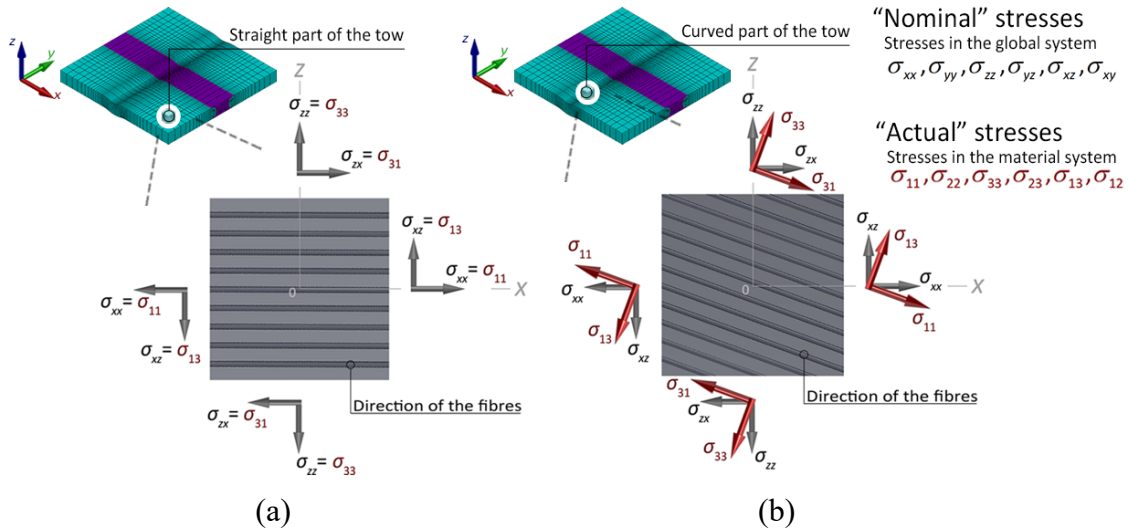 z
y
x
Straight part of the tow
Z
σzz= σ33
σzx= σ31
σxz= σ13
σxx= σ11
X
0
σxx= σ11
σxz= σ13
Direction of the fibres
σzx= σ31
σzz= σ33
(a)
z
y
x
Curved part of the tow
Z
σzz
σ33
σzx
σ31
σxz
σ13
σxx
X
σ11
0
σ11
σxx
σ13
σxz
Direction of the fibres
σ31
σzx
σ33
σzz
(b)
“Nominal” stresses
Stresses in the global system
σxx,σyy,σzz,σyz,σxz,σxy
“Actual” stresses
Stresses in the material system
σ11,σ22,σ33,σ23,σ13,σ12